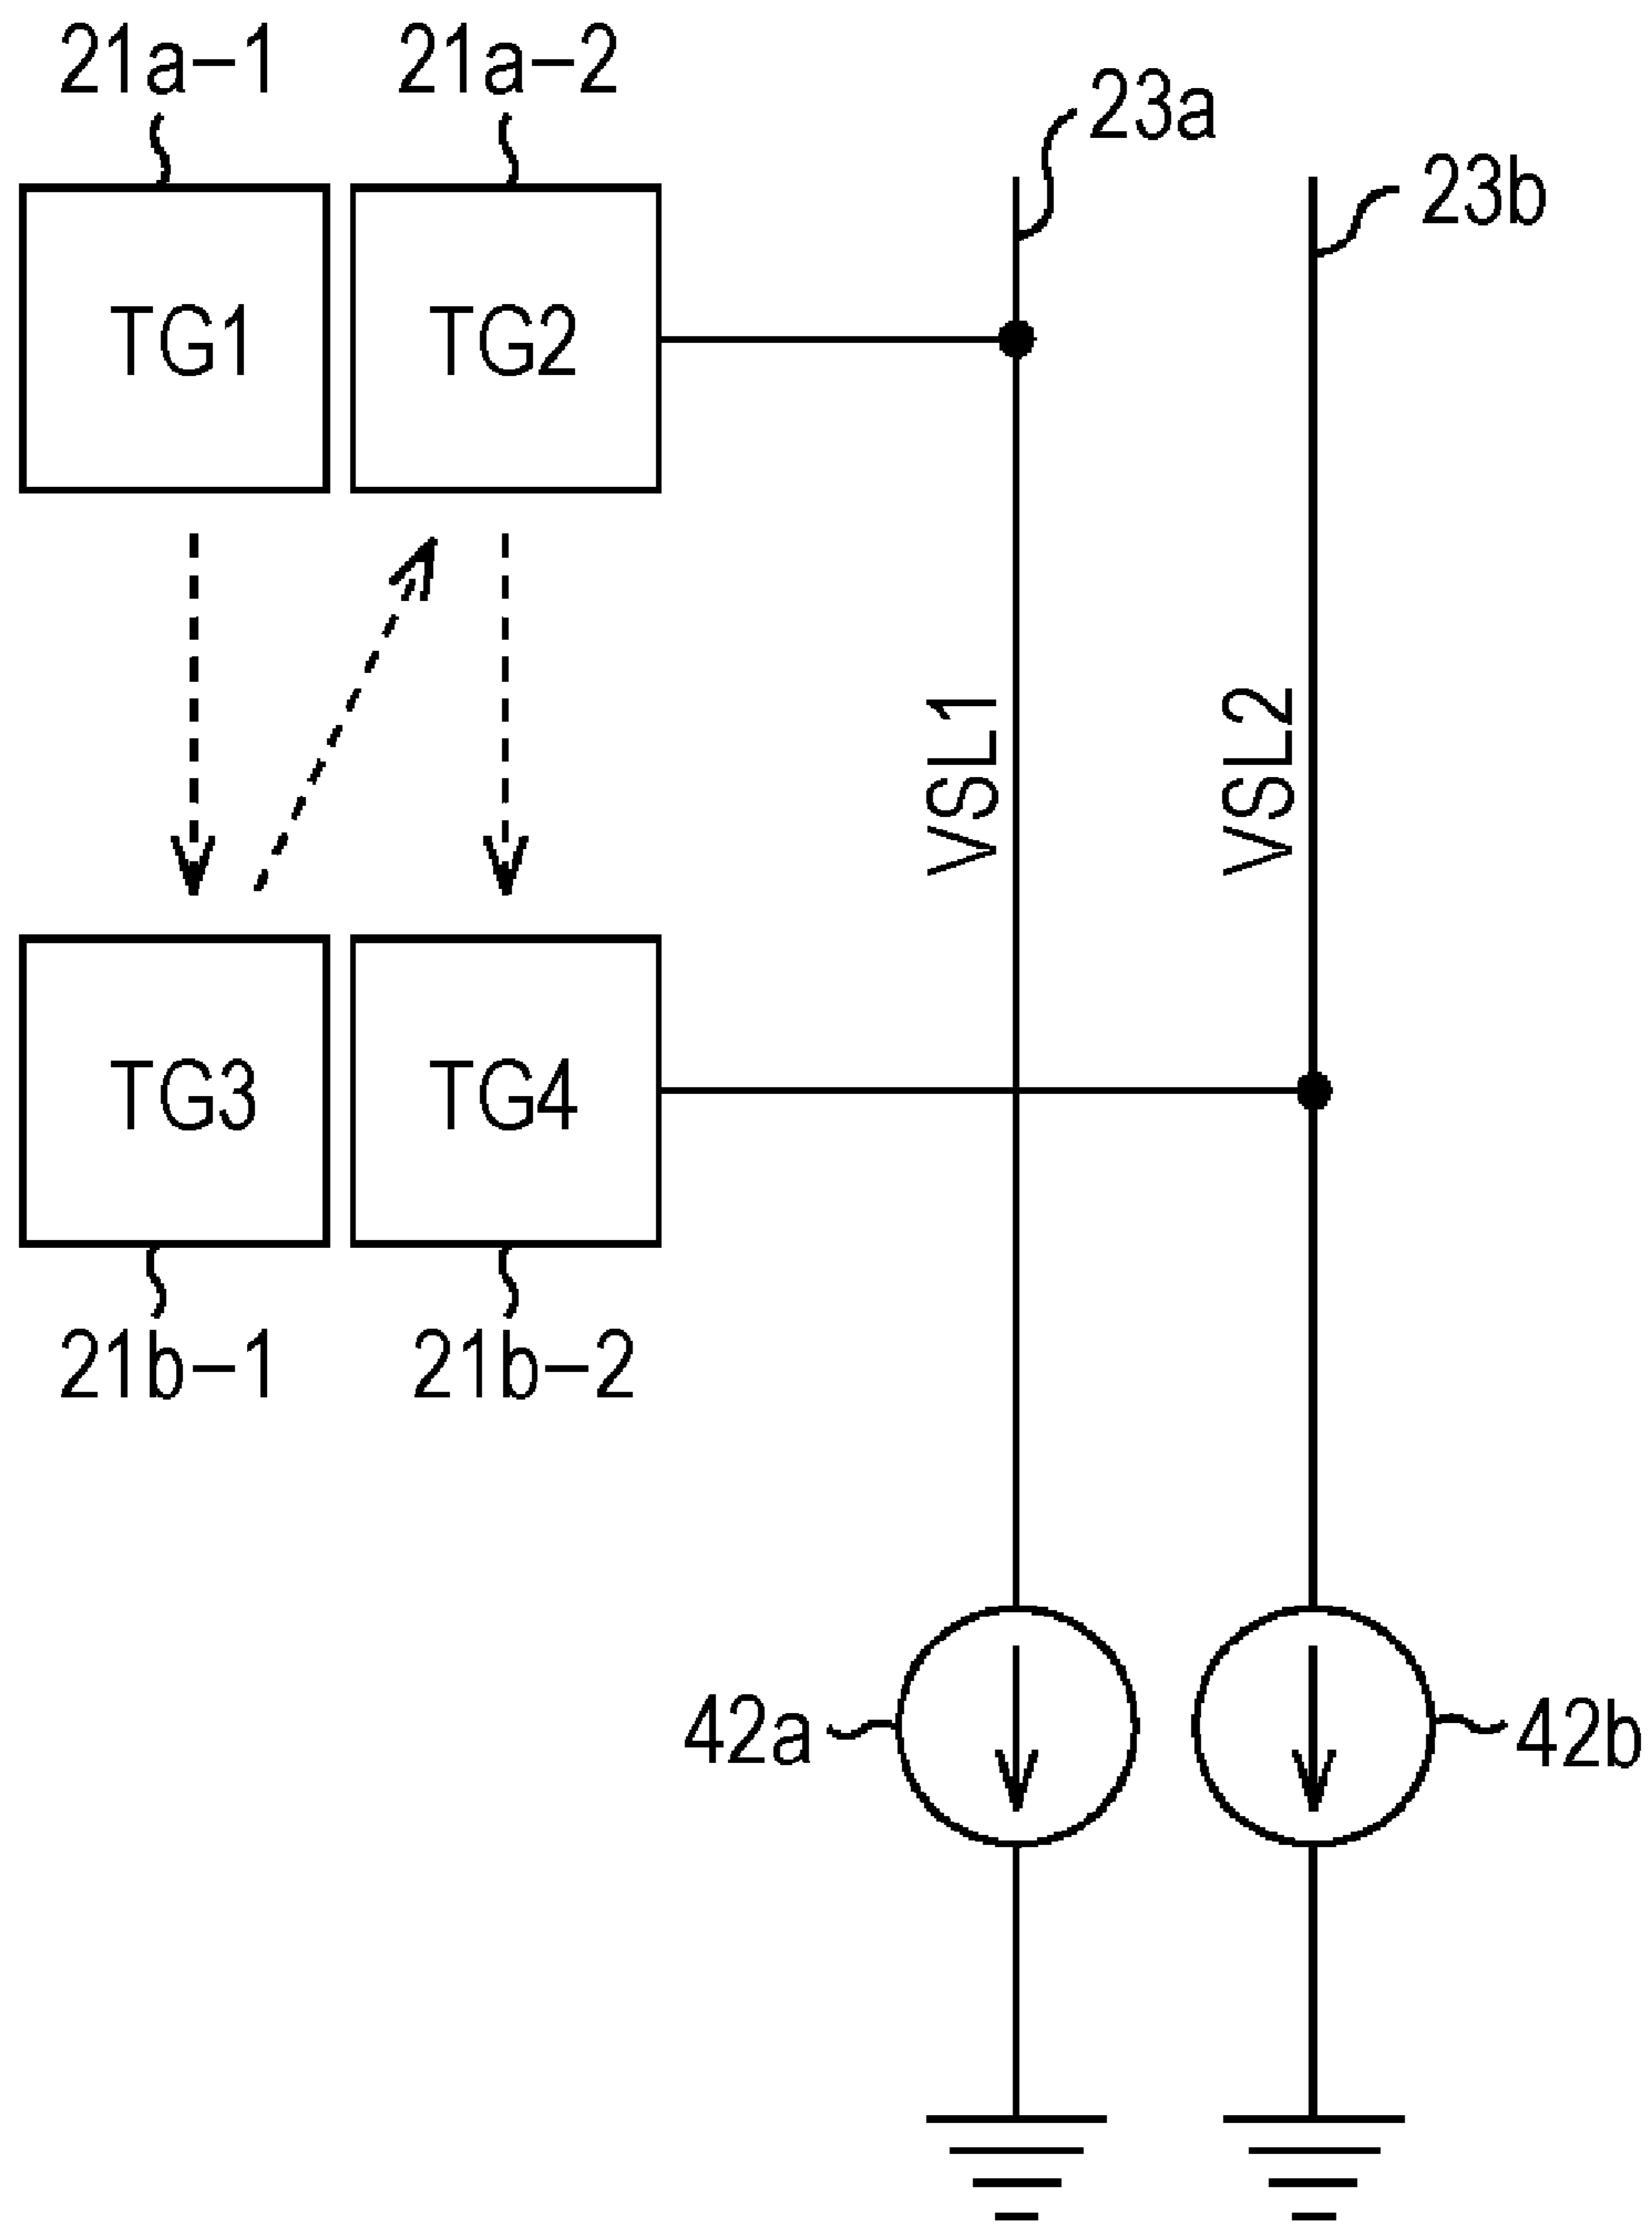 21a–1
21a–2
23a
23b
TG1
TG2
VSL1
VSL2
TG3
TG4
21b–1
21b–2
42a
42b